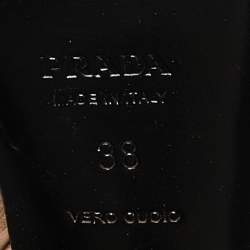 PRADA
MADE IN ITALY
38
VERO CUOIO